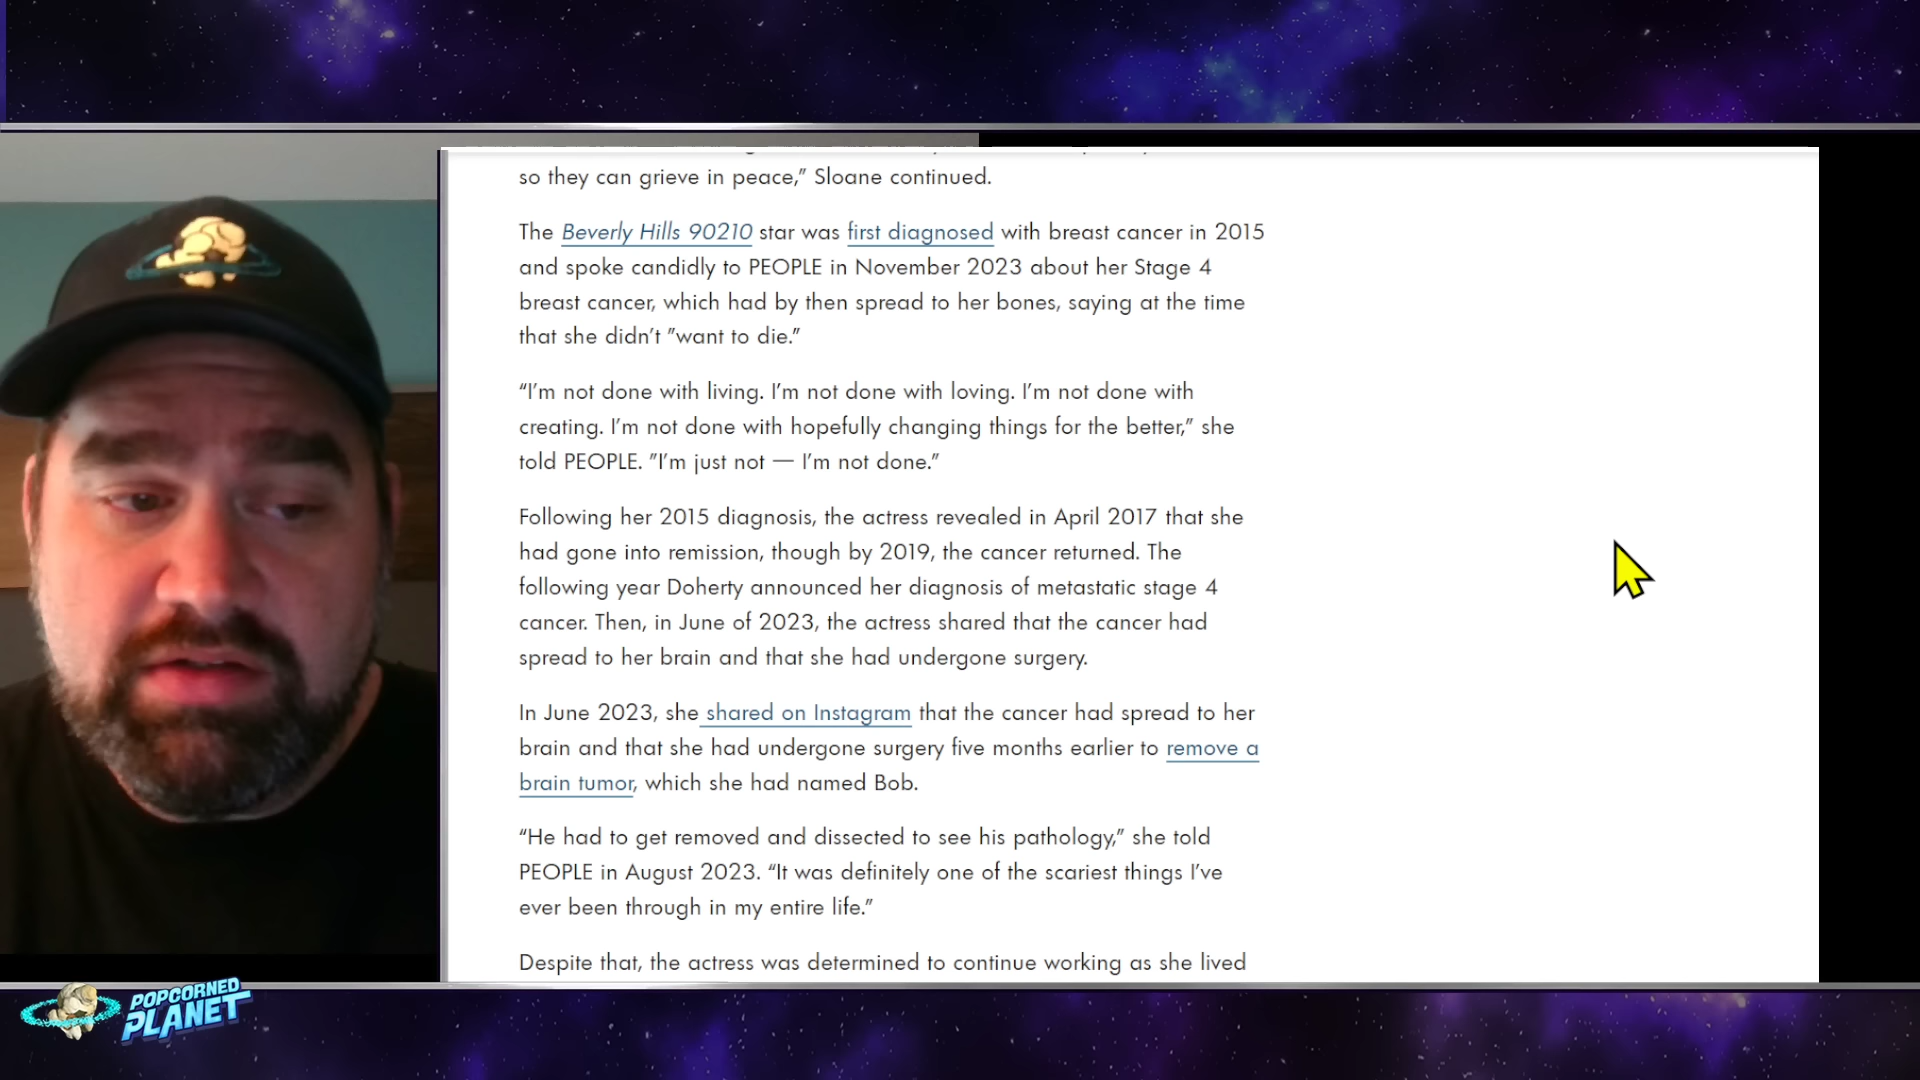 so they can grieve in peace,” Sloane continued.
The Beverly Hills 90210 star was first diagnosed with breast cancer in 2015
and spoke candidly to PEOPLE in November 2023 about her Stage 4
breast cancer, which had by then spread to her bones, saying at the time
that she didn’t "want to die.”
“I’m not done with living. I’m not done with loving. I’m not done with
creating. I’m not done with hopefully changing things for the better,” she
told PEOPLE. "I’m just not — I’m not done.”
Following her 2015 diagnosis, the actress revealed in April 2017 that she
had gone into remission, though by 2019, the cancer returned. The
following year Doherty announced her diagnosis of metastatic stage 4
cancer. Then, in June of 2023, the actress shared that the cancer had
spread to her brain and that she had undergone surgery.
In June 2023, she shared on Instagram that the cancer had spread to her
brain and that she had undergone surgery five months earlier to remove a
brain tumor, which she had named Bob.
“He had to get removed and dissected to see his pathology,” she told
PEOPLE in August 2023. “It was definitely one of the scariest things I’ve
ever been through in my entire life.”
Despite that, the actress was determined to continue working as she lived
POPCORNED
PLANET